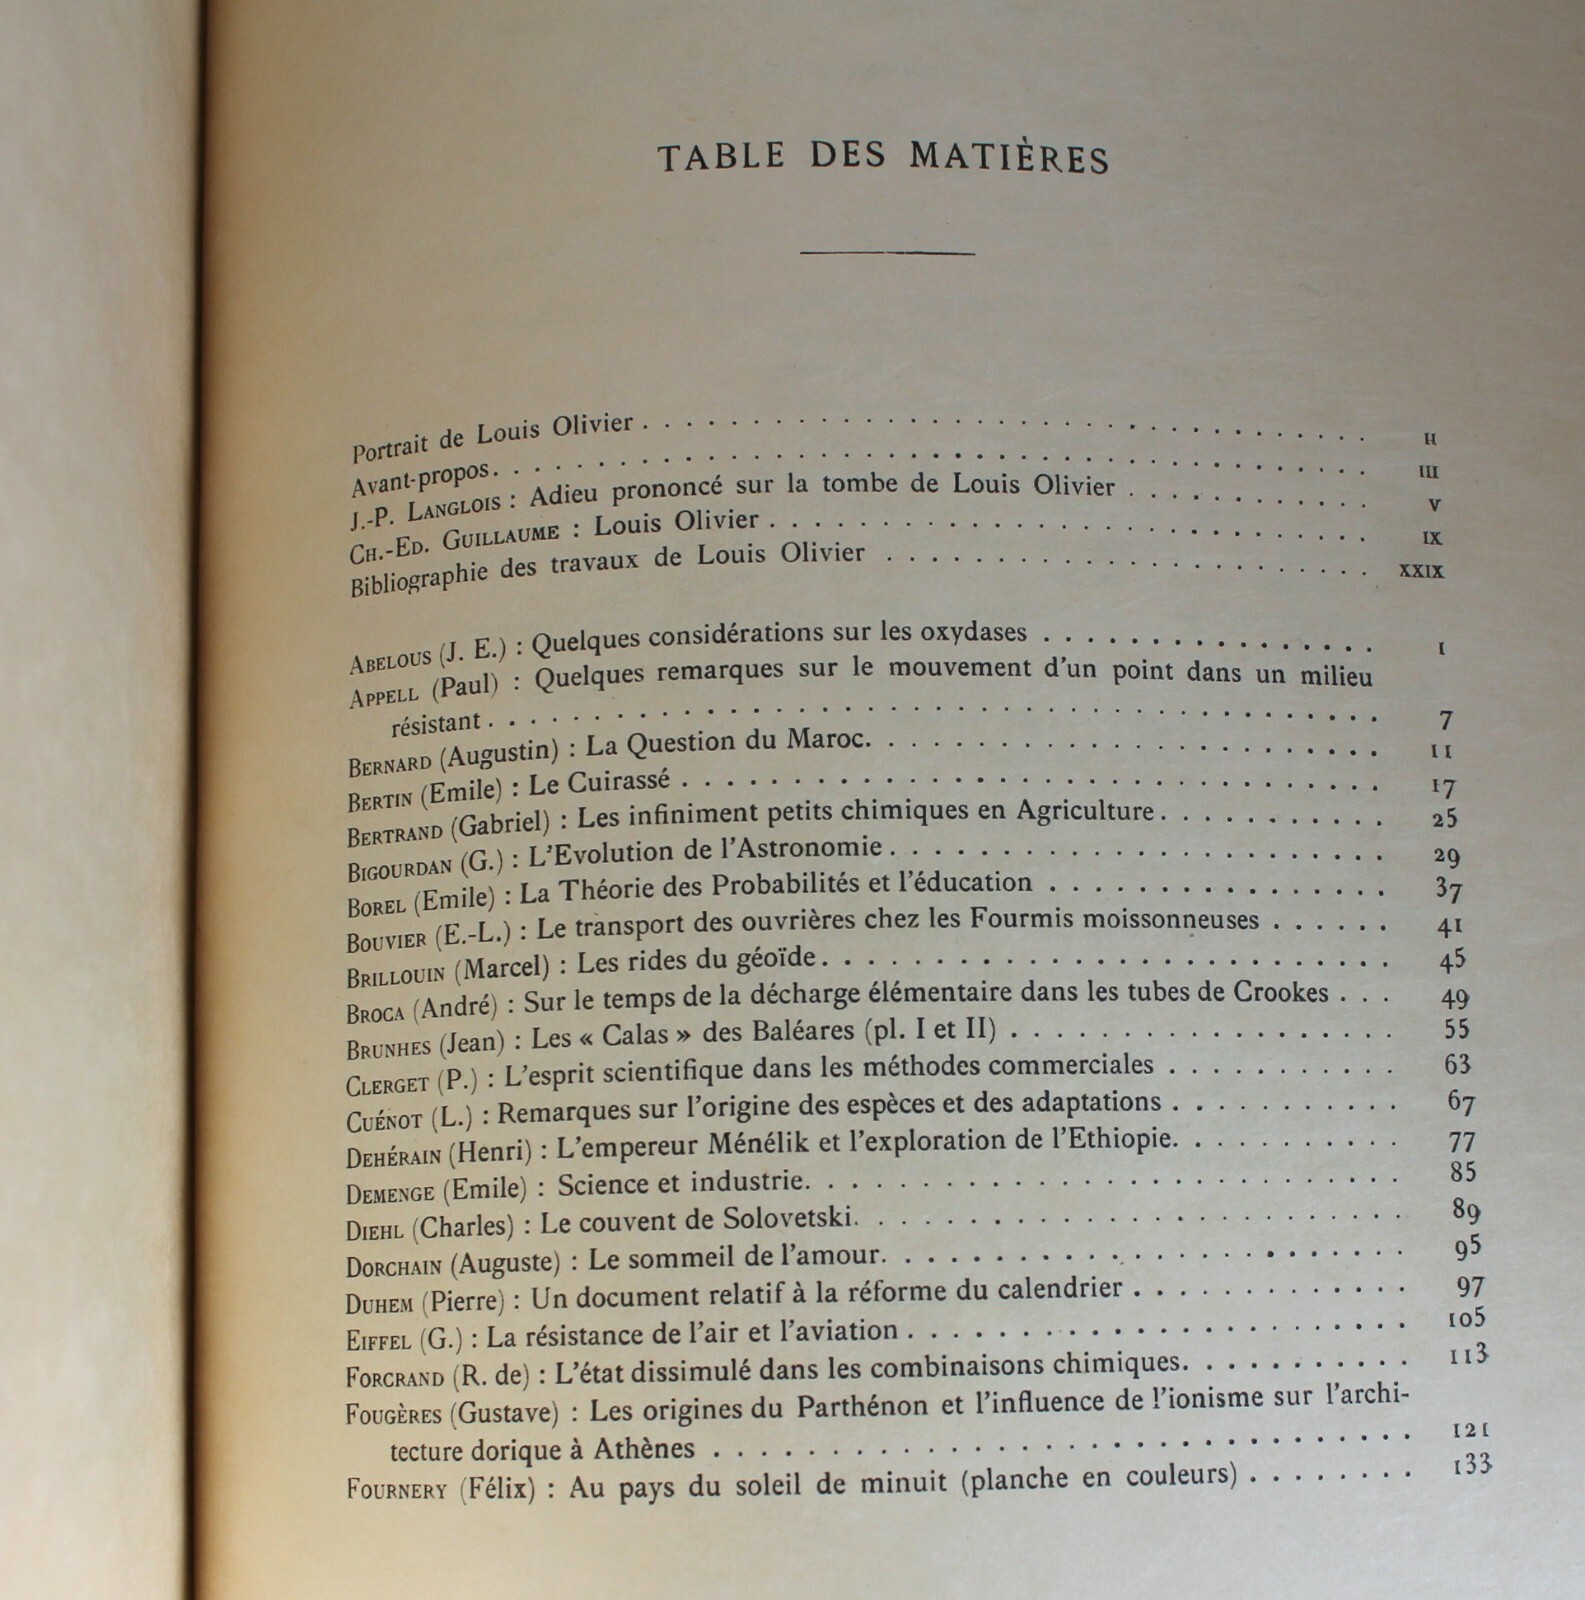 TABLE DES MATIÈRES
Portrait de Louis Olivier . . . . . . . . . . . . . . . . . . . . . . . . . . . . II
Avant-propos. . . . . . . . . . . . . . . . . . . . . . . . . . . . . . . . . III
J.-P. LANGLOIS : Adieu prononcé sur la tombe de Louis Olivier . . . . . . . . . . V
CH.-ED. GUILLAUME : Louis Olivier . . . . . . . . . . . . . . . . . . . . . . IX
Bibliographie des travaux de Louis Olivier . . . . . . . . . . . . . . . . . . XXIX
ABELOUS (J. E.) : Quelques considérations sur les oxydases . . . . . . . . . . . . . 1
APPELL (Paul) : Quelques remarques sur le mouvement d'un point dans un milieu
résistant . . . . . . . . . . . . . . . . . . . . . . . . . . . . . . . . . 7
BERNARD (Augustin) : La Question du Maroc. . . . . . . . . . . . . . . . . . . 11
BERTIN (Emile) : Le Cuirassé . . . . . . . . . . . . . . . . . . . . . . . . . 17
BERTRAND (Gabriel) : Les infiniment petits chimiques en Agriculture . . . . . . . . . . 25
BIGOURDAN (G.) : L'Evolution de l'Astronomie . . . . . . . . . . . . . . . . . . 29
BOREL (Emile) : La Théorie des Probabilités et l'éducation . . . . . . . . . . . . . 37
BOUVIER (E.-L.) : Le transport des ouvrières chez les Fourmis moissonneuses . . . . . . 41
BRILLOUIN (Marcel) : Les rides du géoïde . . . . . . . . . . . . . . . . . . . . 45
BROCA (André) : Sur le temps de la décharge élémentaire dans les tubes de Crookes . . . 49
BRUNHES (Jean) : Les « Calas » des Baléares (pl. I et II) . . . . . . . . . . . . . . 55
CLERGET (P.) : L'esprit scientifique dans les méthodes commerciales . . . . . . . . . . 63
CUÉNOT (L.) : Remarques sur l'origine des espèces et des adaptations . . . . . . . . . . 67
DEHÉRAIN (Henri) : L'empereur Ménélik et l'exploration de l'Ethiopie. . . . . . . . . . 77
DEMENGE (Emile) : Science et industrie. . . . . . . . . . . . . . . . . . . . . 85
DIEHL (Charles) : Le couvent de Solovetski. . . . . . . . . . . . . . . . . . . . 89
DORCHAIN (Auguste) : Le sommeil de l'amour. . . . . . . . . . . . . . . . . . . 95
DUHEM (Pierre) : Un document relatif à la réforme du calendrier . . . . . . . . . . . 97
EIFFEL (G.) : La résistance de l'air et l'aviation . . . . . . . . . . . . . . . . . . 105
FORCRAND (R. de) : L'état dissimulé dans les combinaisons chimiques. . . . . . . . . . 113
FOUGÈRES (Gustave) : Les origines du Parthénon et l'influence de l'ionisme sur l'archi-
tecture dorique à Athènes . . . . . . . . . . . . . . . . . . . . . . . . . 121
FOURNERY (Félix) : Au pays du soleil de minuit (planche en couleurs) . . . . . . . . 133